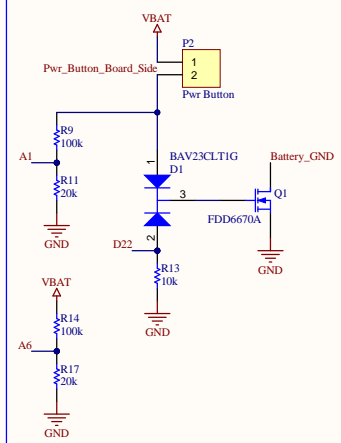 VBAT
P2
1
2
Pwr_Button_Board_Side
Pwr Button
R9
100k
A1
R11
20k
GND
1
BAV23CLT1G
D1
3
2
Battery_GND
Q1
FDD6670A
GND
D22
R13
10k
GND
VBAT
R14
100k
A6
R17
20k
GND